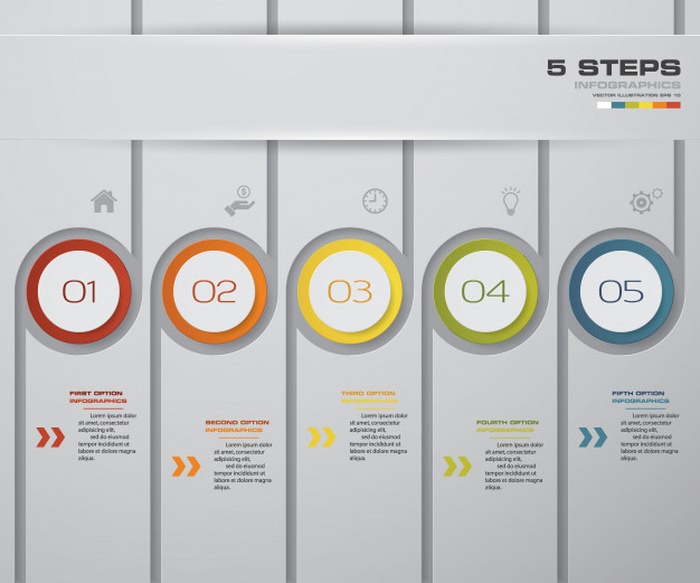 5 STEPS
INFOGRAPHICS
VECTOR ILLUSTRATION EPS 10
01
02
03
04
05
FIRST OPTION
INFOGRAPHICS
Lorem ipsum dolor
sit amet, consectetur
adipisicing elit,
sed do eiusmod
tempor incididunt ut
labore et dolore magna
aliqua.
SECOND OPTION
INFOGRAPHICS
Lorem ipsum dolor
sit amet, consectetur
adipisicing elit,
sed do eiusmod
tempor incididunt ut
labore et dolore magna
aliqua.
THIRD OPTION
INFOGRAPHICS
Lorem ipsum dolor
sit amet, consectetur
adipisicing elit,
sed do eiusmod
tempor incididunt ut
labore et dolore magna
aliqua.
FOURTH OPTION
INFOGRAPHICS
Lorem ipsum dolor
sit amet, consectetur
adipisicing elit,
sed do eiusmod
tempor incididunt ut
labore et dolore magna
aliqua.
FIFTH OPTION
INFOGRAPHICS
Lorem ipsum dolor
sit amet, consectetur
adipisicing elit,
sed do eiusmod
tempor incididunt ut
labore et dolore magna
aliqua.